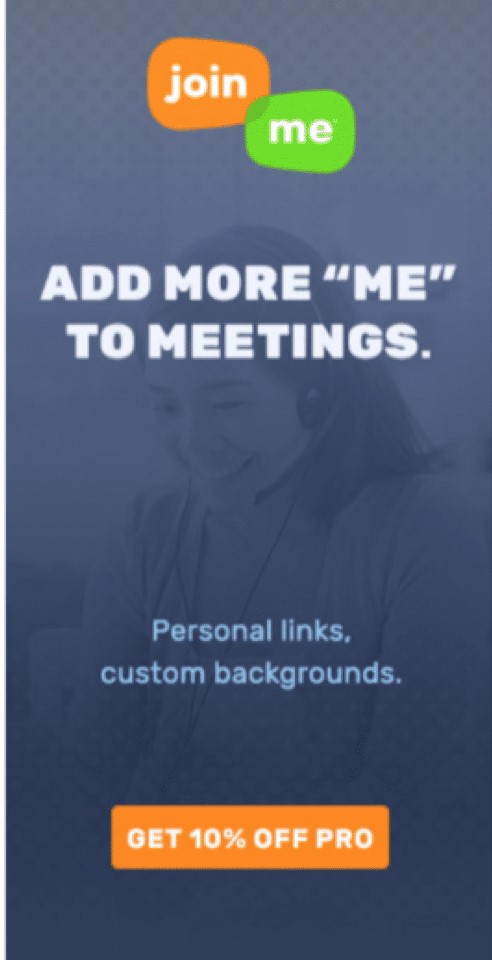 join
me
ADD MORE “ME”
TO MEETINGS.
Personal links,
custom backgrounds.
GET 10% OFF PRO